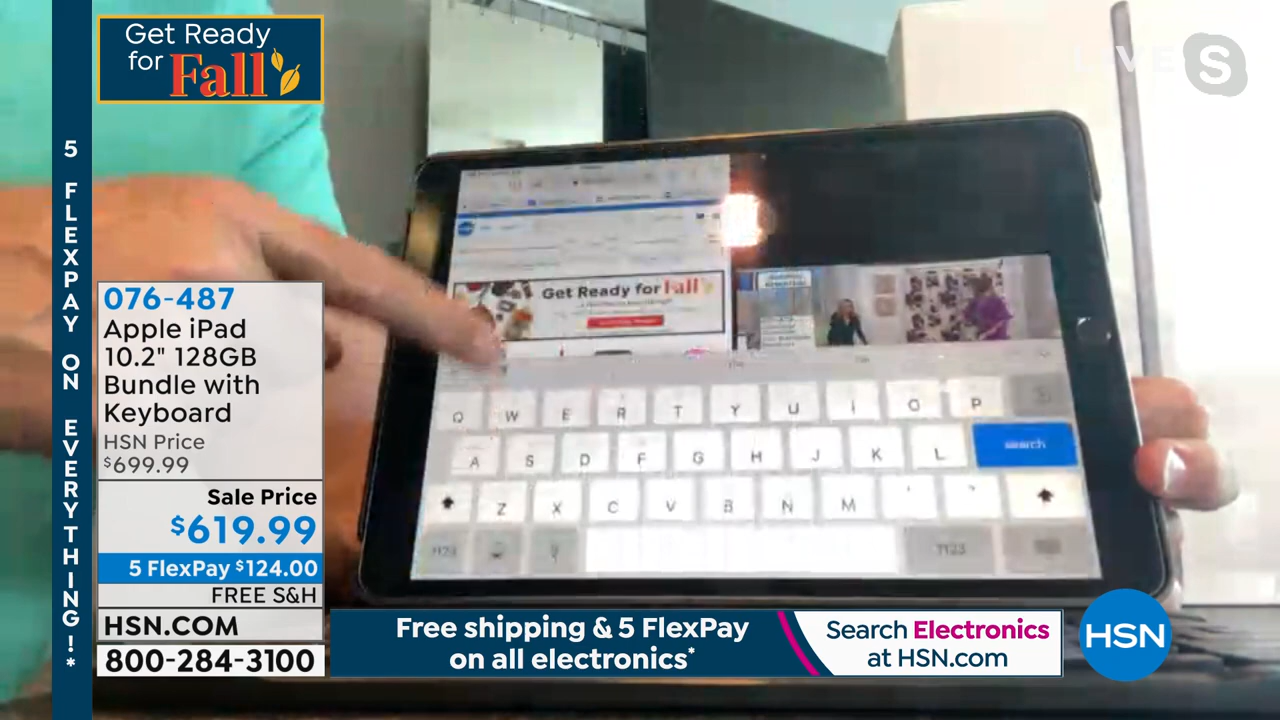 Get Ready
for Fall
LIVE S
5 FLEXPAY ON EVERYTHING!*
076-487
Apple iPad
10.2" 128GB
Bundle with
Keyboard
HSN Price
$699.99
Sale Price
$619.99
5 FlexPay $124.00
FREE S&H
HSN.COM
800-284-3100
Get Ready for Fall
Q W E R T Y U I O P
A S D F G H J K L search
Z X C V B N M
Free shipping & 5 FlexPay
on all electronics*
Search Electronics
at HSN.com
HSN